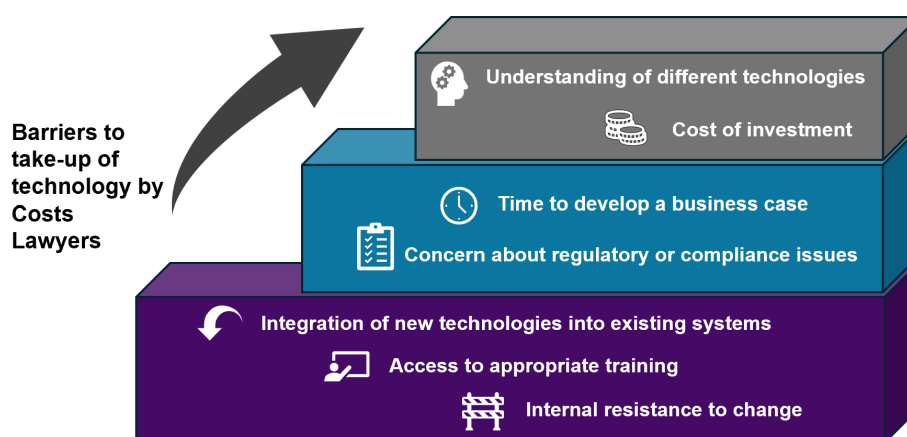 Barriers to
take-up of
technology by
Costs
Lawyers
Understanding of different technologies
Cost of investment
Time to develop a business case
Concern about regulatory or compliance issues
Integration of new technologies into existing systems
Access to appropriate training
Internal resistance to change